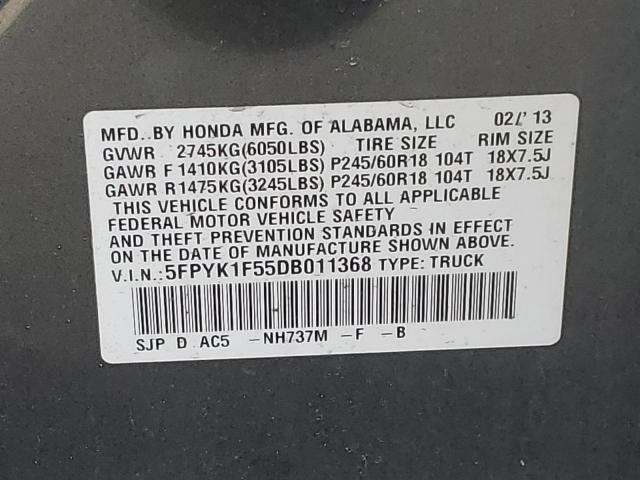 MFD. BY HONDA MFG. OF ALABAMA, LLC 02/'13
GVWR 2745KG(6050LBS) TIRE SIZE RIM SIZE
GAWR F1410KG(3105LBS) P245/60R18 104T 18X7.5J
GAWR R1475KG(3245LBS) P245/60R18 104T 18X7.5J
THIS VEHICLE CONFORMS TO ALL APPLICABLE
FEDERAL MOTOR VEHICLE SAFETY
AND THEFT PREVENTION STANDARDS IN EFFECT
ON THE DATE OF MANUFACTURE SHOWN ABOVE.
V.I.N.:5FPYK1F55DB011368 TYPE: TRUCK
SJP D AC5 -NH737M -F -B